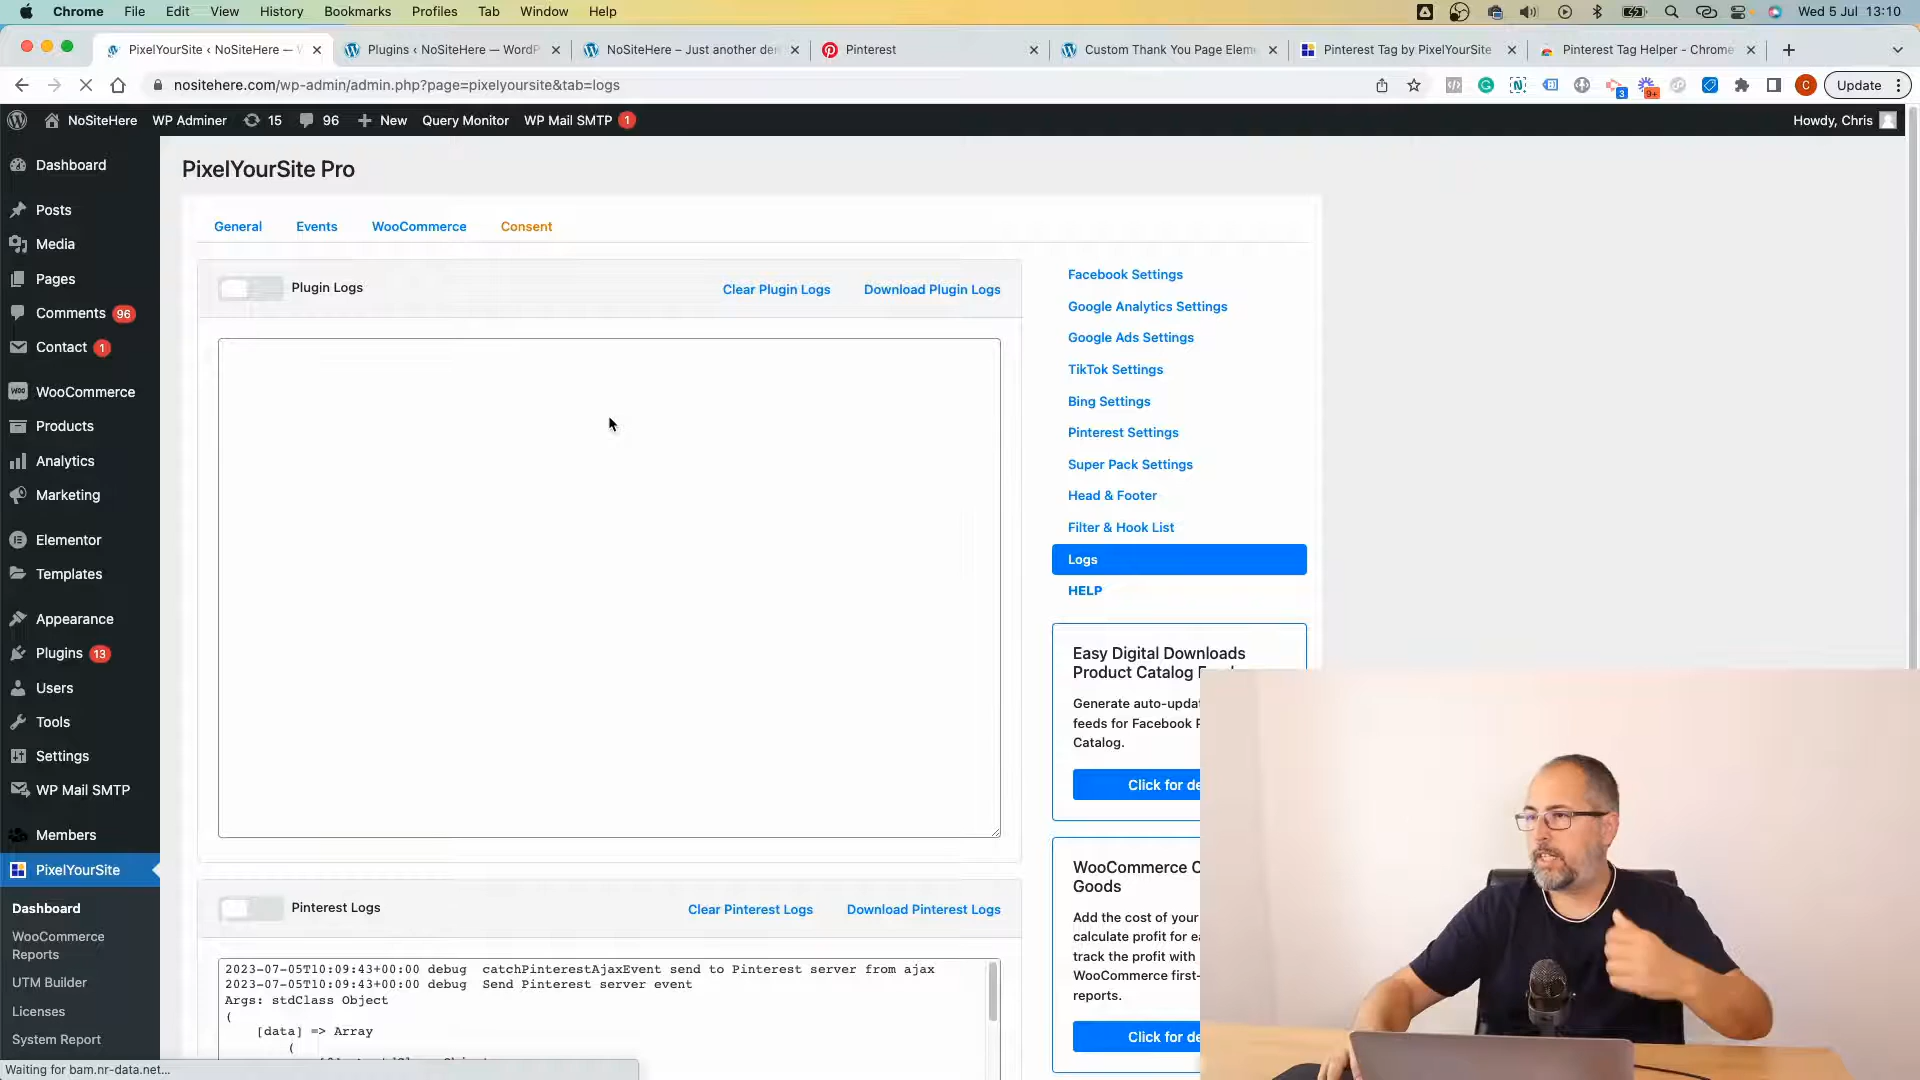 Chrome File Edit View History Bookmarks Profiles Tab Window Help Wed 5 Jul 13:10
PixelYourSite ‹ NoSiteHere — Plugins ‹ NoSiteHere — WordP NoSiteHere – Just another der Pinterest Custom Thank You Page Eleme Pinterest Tag by PixelYourSite Pinterest Tag Helper - Chrome
nositehere.com/wp-admin/admin.php?page=pixelyoursite&tab=logs 3 9+ C Update
NoSiteHere WP Adminer 15 96 New Query Monitor WP Mail SMTP 1 Howdy, Chris
Dashboard
Posts
Media
Pages
Comments 96
Contact 1
WooCommerce
Products
Analytics
Marketing
Elementor
Templates
Appearance
Plugins 13
Users
Tools
Settings
WP Mail SMTP
Members
PixelYourSite
Dashboard
WooCommerce
Reports
UTM Builder
Licenses
System Report
Waiting for bam.nr-data.net...
PixelYourSite Pro
General Events WooCommerce Consent
Plugin Logs Clear Plugin Logs Download Plugin Logs
Pinterest Logs Clear Pinterest Logs Download Pinterest Logs
2023-07-05T10:09:43+00:00 debug catchPinterestAjaxEvent send to Pinterest server from ajax
2023-07-05T10:09:43+00:00 debug Send Pinterest server event
Args: stdClass Object
(
[data] => Array
(
Facebook Settings
Google Analytics Settings
Google Ads Settings
TikTok Settings
Bing Settings
Pinterest Settings
Super Pack Settings
Head & Footer
Filter & Hook List
Logs
HELP
Easy Digital Downloads
Product Catalog
Generate auto-updat
feeds for Facebook P
Catalog.
Click for de
WooCommerce C
Goods
Add the cost of your
calculate profit for ea
track the profit with
WooCommerce first-
reports.
Click for de